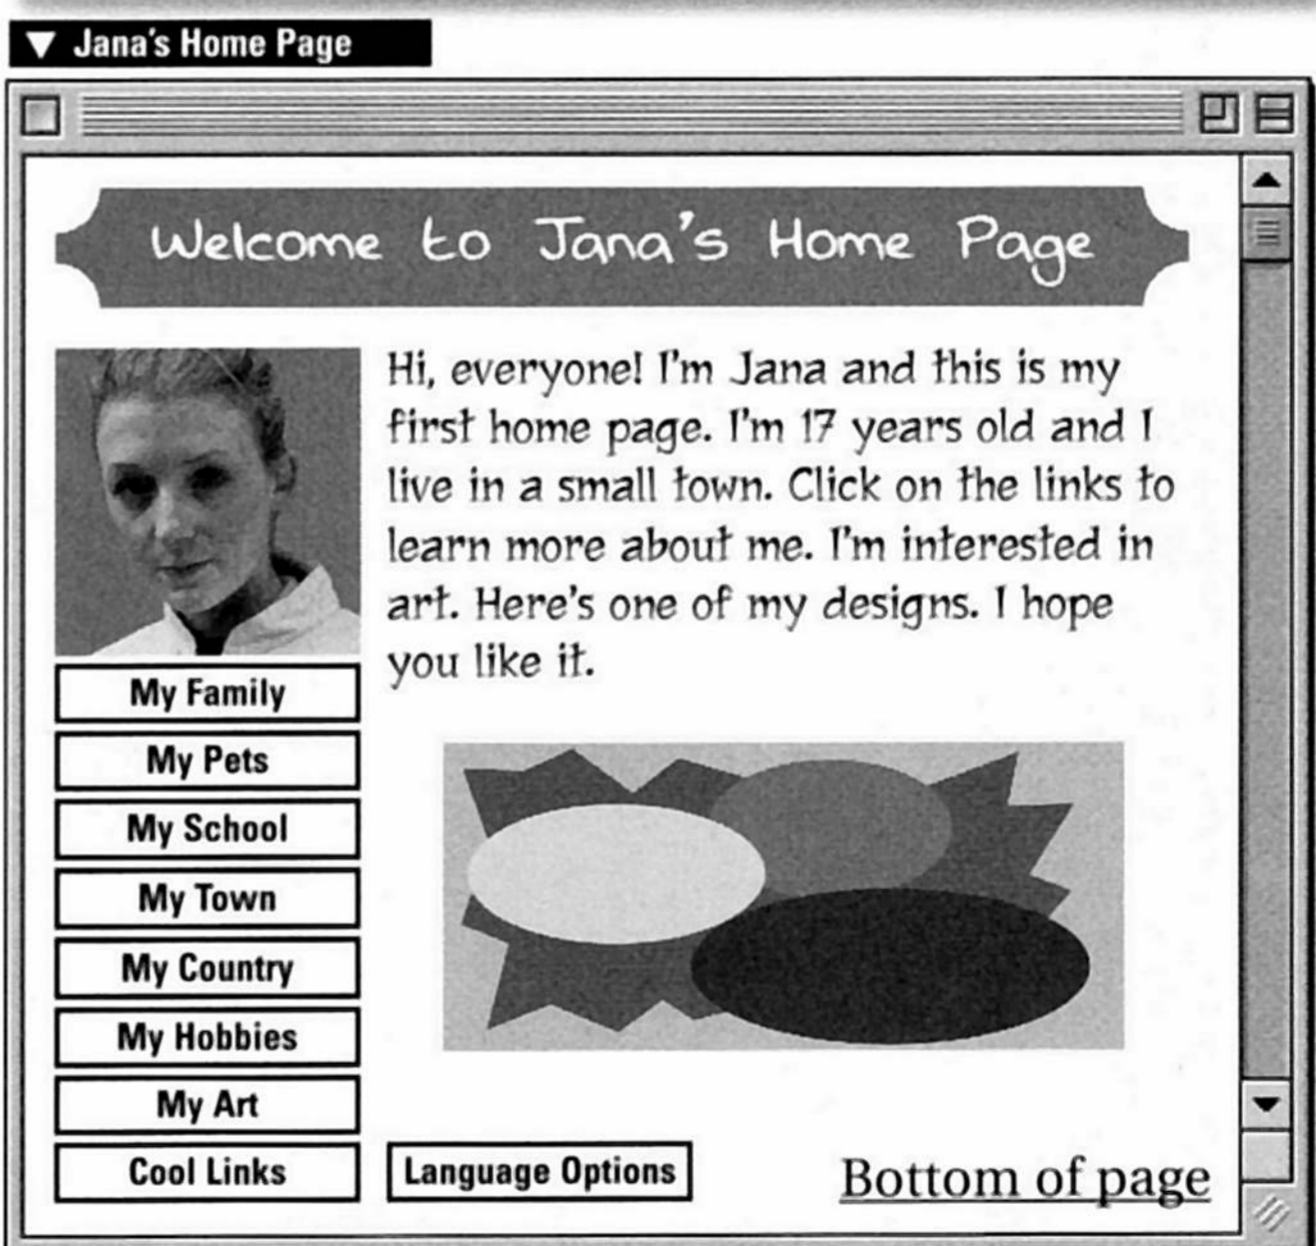 ▼ Jana's Home Page
Welcome to Jana's Home Page
Hi, everyone! I'm Jana and this is my
first home page. I'm 17 years old and I
live in a small town. Click on the links to
learn more about me. I'm interested in
art. Here's one of my designs. I hope
you like it.
My Family
My Pets
My School
My Town
My Country
My Hobbies
My Art
Cool Links
Language Options
Bottom of page